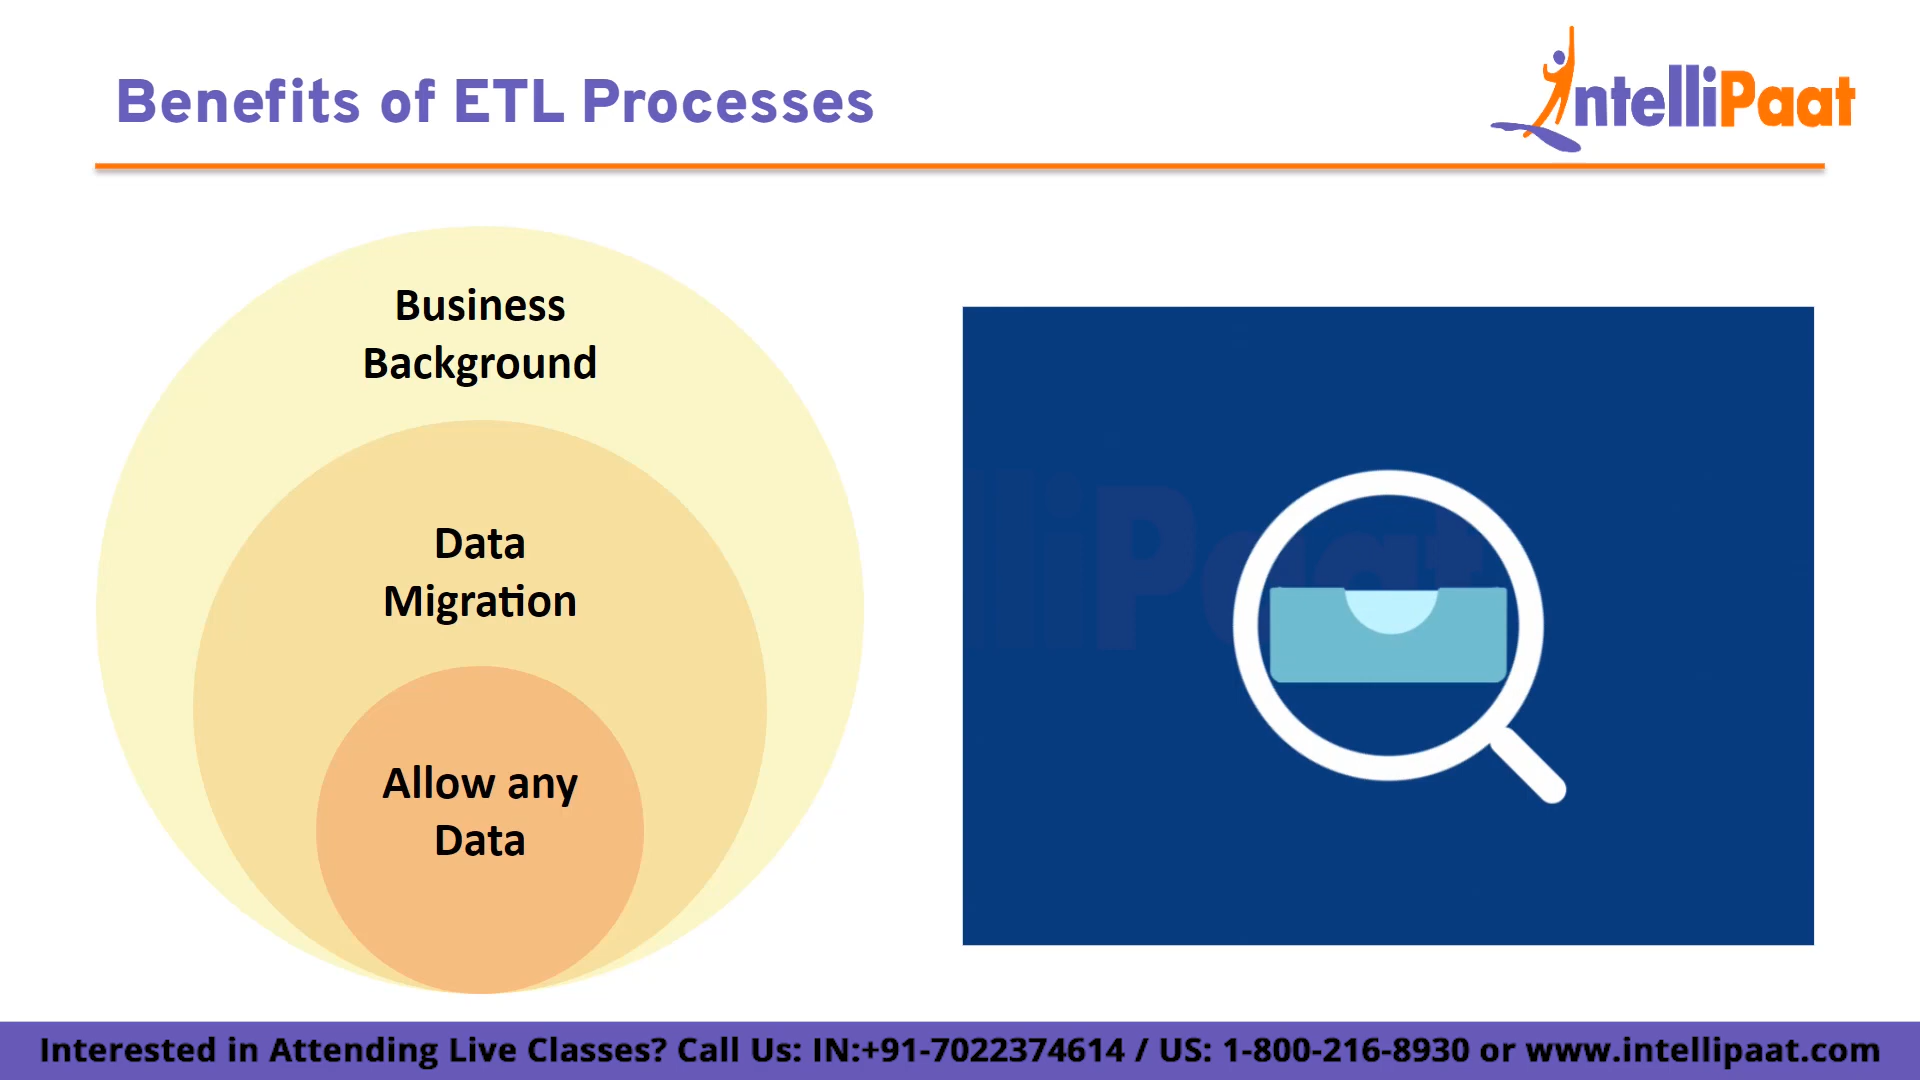 Benefits of ETL Processes
IntelliPaat
Business
Background
Data
Migration
Allow any
Data
lliPaat
Interested in Attending Live Classes? Call Us: IN:+91-7022374614 / US: 1-800-216-8930 or www.intellipaat.com